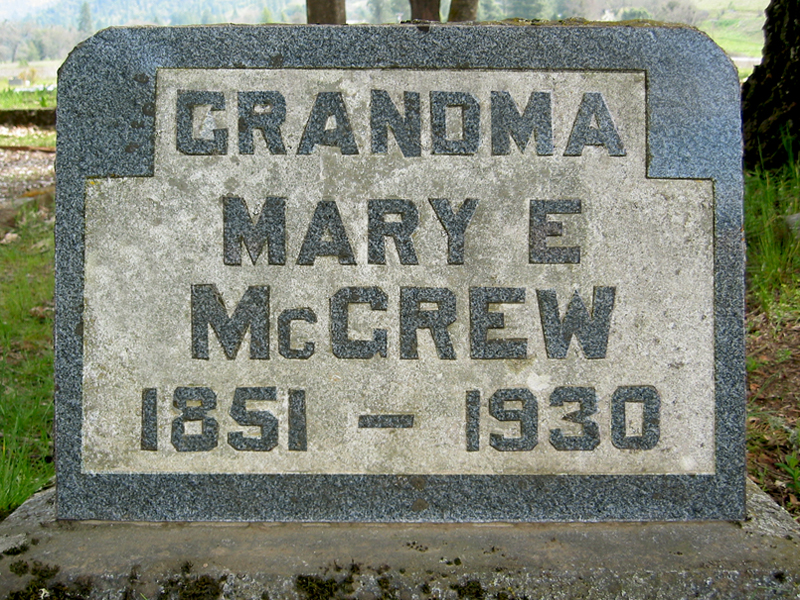 GRANDMA
MARY E
McGREW
1851 - 1930